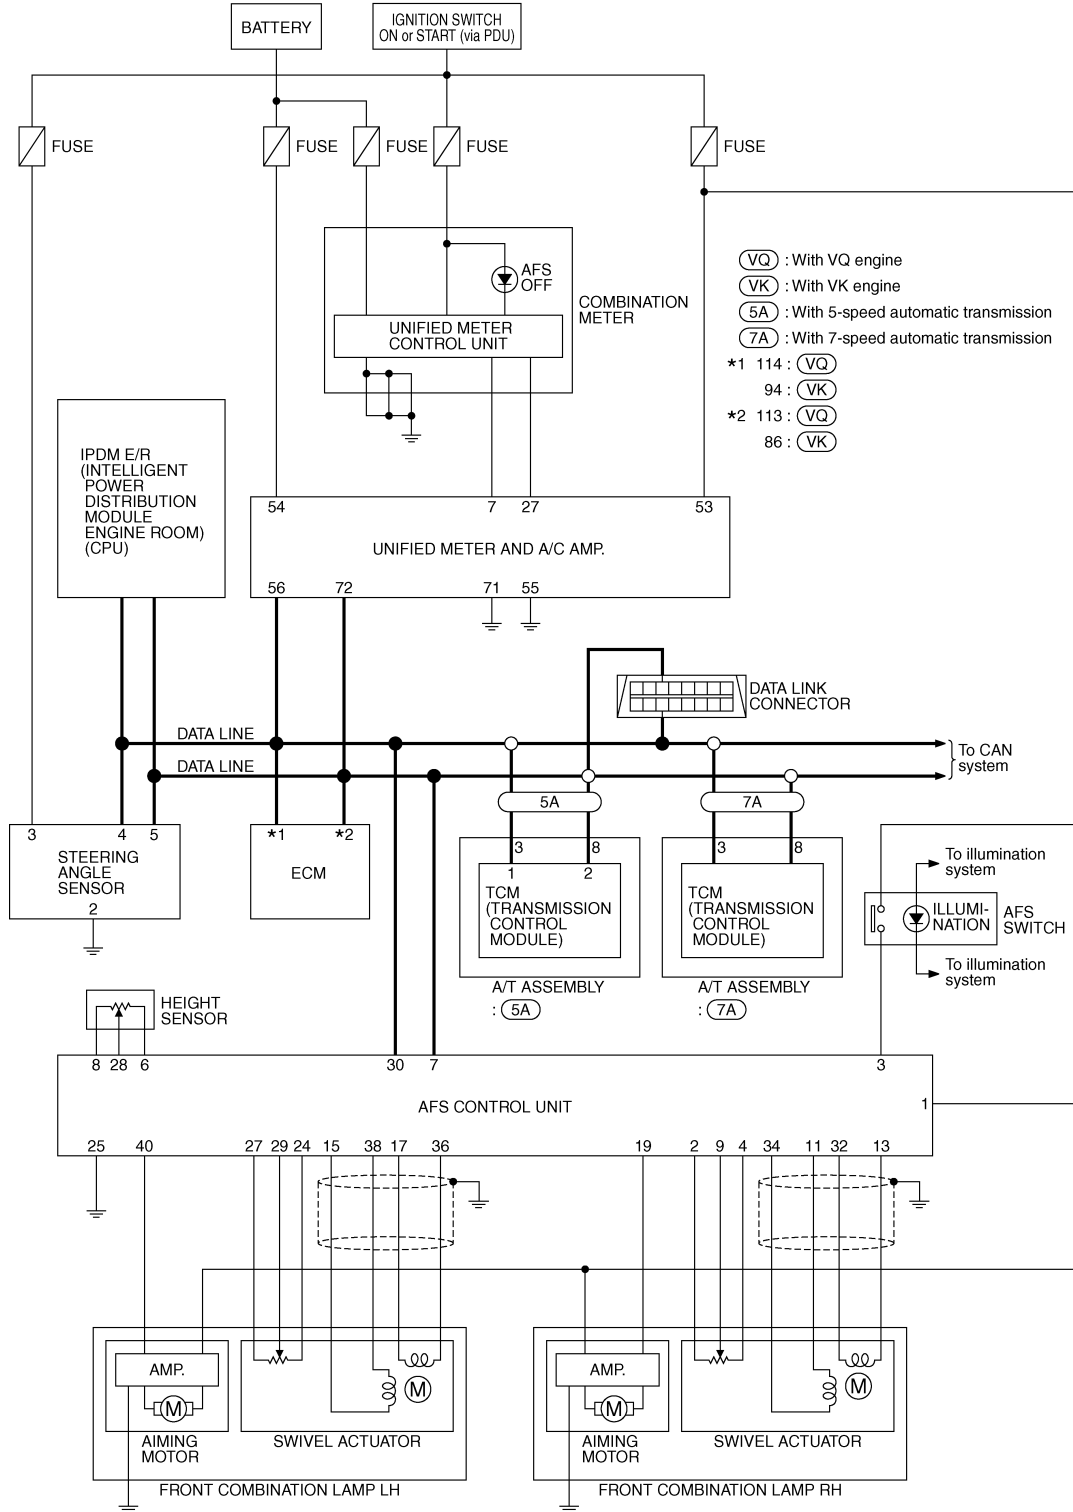 BATTERY
IGNITION SWITCH
ON or START (via PDU)
FUSE
FUSE
FUSE
FUSE
FUSE
AFS
OFF
UNIFIED METER
CONTROL UNIT
COMBINATION
METER
VQ : With VQ engine
VK : With VK engine
5A : With 5-speed automatic transmission
7A : With 7-speed automatic transmission
*1 114 : VQ
94 : VK
*2 113 : VQ
86 : VK
IPDM E/R
(INTELLIGENT
POWER
DISTRIBUTION
MODULE
ENGINE ROOM)
(CPU)
54 7 27 53
UNIFIED METER AND A/C AMP.
56 72 71 55
DATA LINK
CONNECTOR
DATA LINE
DATA LINE
To CAN
system
5A
7A
3 4 5
STEERING
ANGLE
SENSOR
2
*1 *2
ECM
3 8
1 2
TCM
(TRANSMISSION
CONTROL
MODULE)
A/T ASSEMBLY
: 5A
3 8
TCM
(TRANSMISSION
CONTROL
MODULE)
A/T ASSEMBLY
: 7A
To illumination
system
ILLUMI-
NATION
AFS
SWITCH
To illumination
system
HEIGHT
SENSOR
8 28 6 30 7 3
AFS CONTROL UNIT
1
25 40 27 29 24 15 38 17 36 19 2 9 4 34 11 32 13
AMP.
M
AIMING
MOTOR
M
SWIVEL ACTUATOR
FRONT COMBINATION LAMP LH
AMP.
M
AIMING
MOTOR
M
SWIVEL ACTUATOR
FRONT COMBINATION LAMP RH